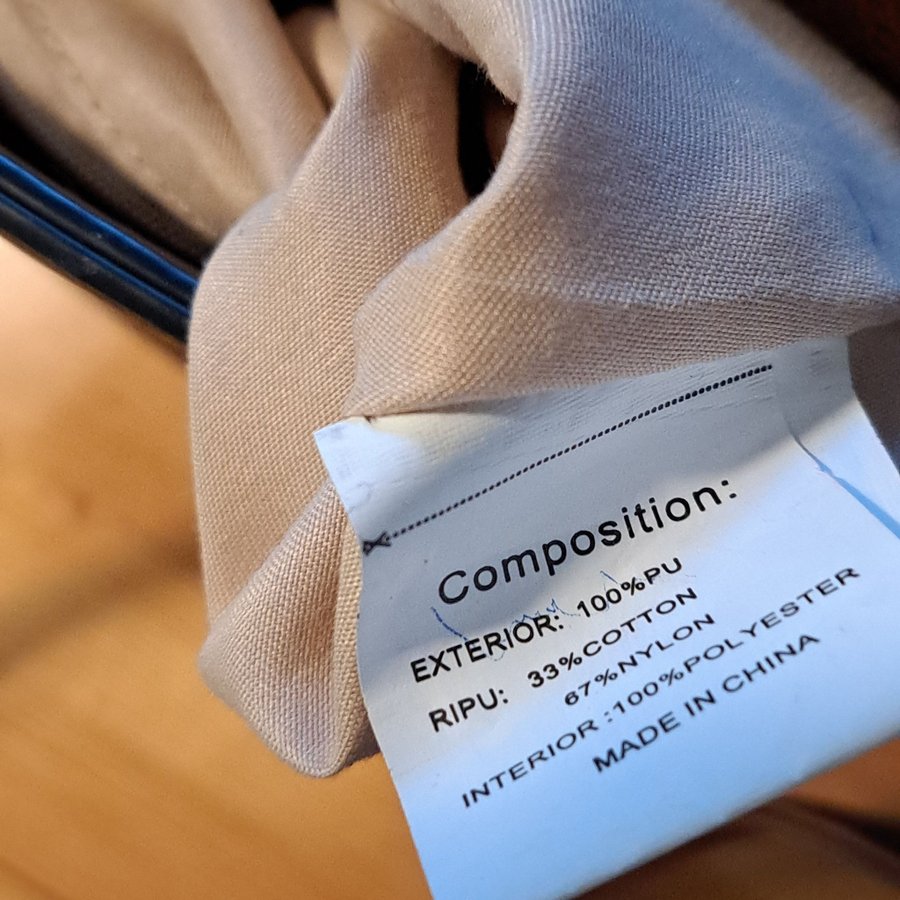 Composition:
EXTERIOR: 100%PU
RIPU: 33%COTTON
67%NYLON
INTERIOR :100%POLYESTER
MADE IN CHINA